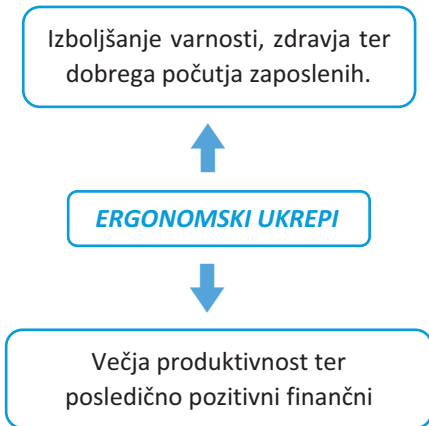 Izboljšanje varnosti, zdravja ter
dobrega počutja zaposlenih.
ERGONOMSKI UKREPI
Večja produktivnost ter
posledično pozitivni finančni